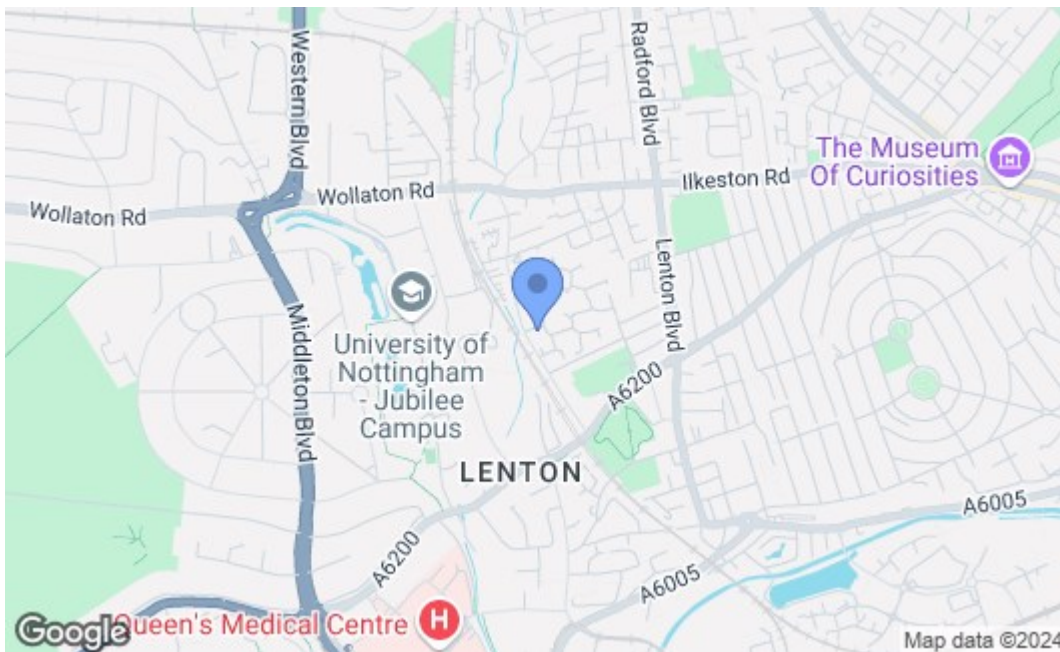 Western Blvd
Radford Blvd
The Museum
Of Curiosities
Ilkeston Rd
Wollaton Rd
Wollaton Rd
Lenton Blvd
University of
Nottingham
- Jubilee
Campus
Middleton Blvd
A6200
LENTON
A6005
A6200
A6005
Queen's Medical Centre
H
Google
Map data ©2024